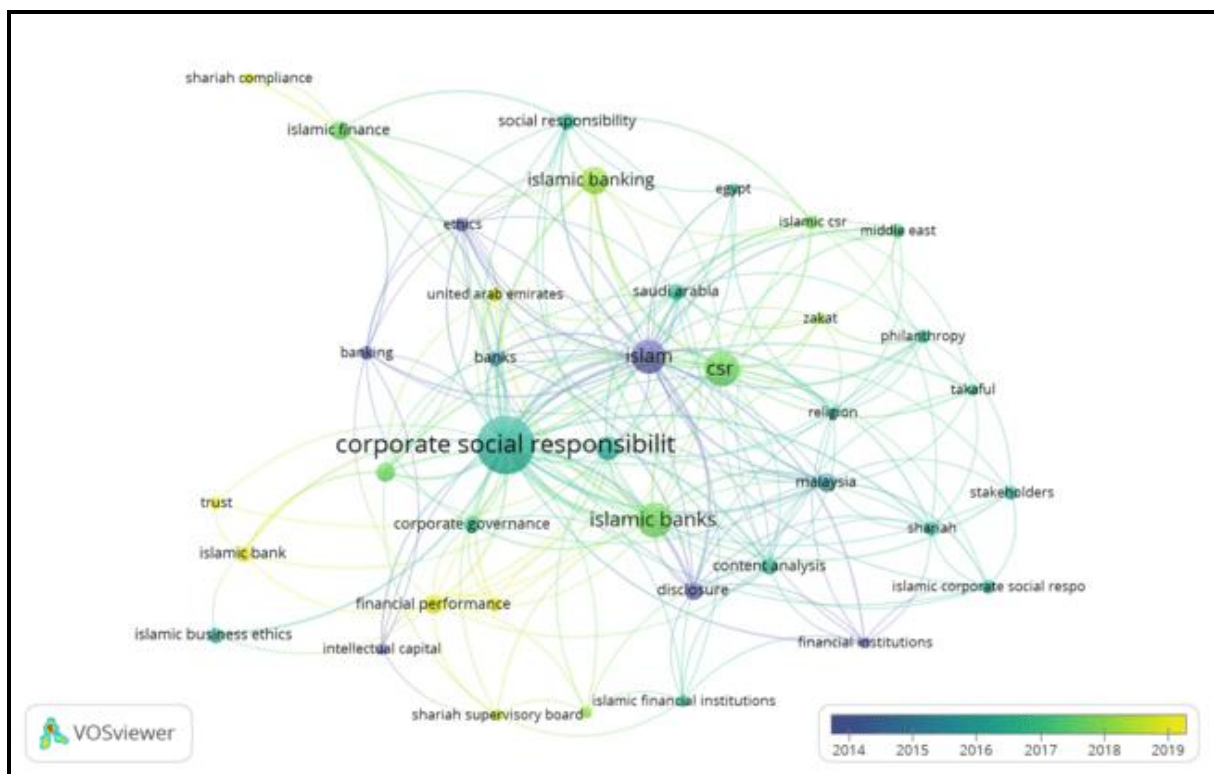 shariah compliance
islamic finance
social responsibility
islamic banking
egypt
ethics
islamic csr
middle east
united arab emirates
saudi arabia
zakat
philanthropy
banking
banks
islam
csr
takaful
religion
corporate social responsibilit
malaysia
stakeholders
trust
corporate governance
islamic banks
shariah
islamic bank
content analysis
disclosure
islamic corporate social respo
financial performance
islamic business ethics
intellectual capital
financial institutions
islamic financial institutions
shariah supervisory board
VOSviewer
2014 2015 2016 2017 2018 2019